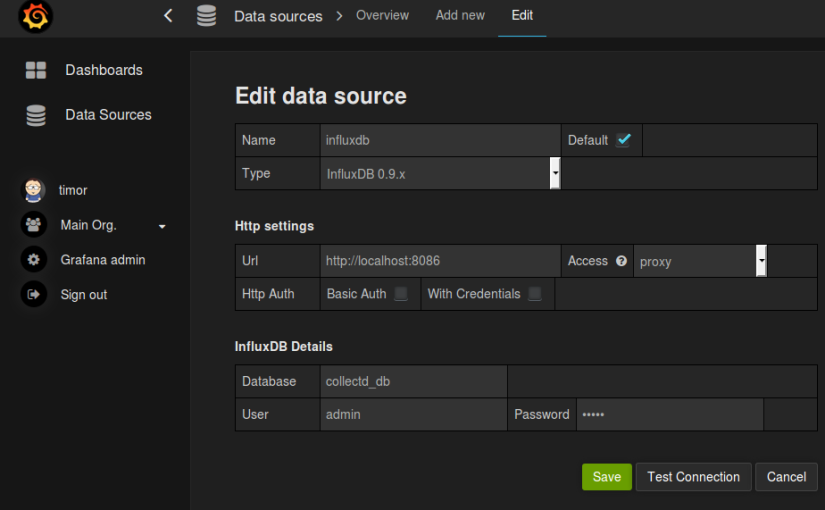 Data sources > Overview Add new Edit
Dashboards
Data Sources
timor
Main Org.
Grafana admin
Sign out
Edit data source
Name influxdb Default
Type InfluxDB 0.9.x
Http settings
Url http://localhost:8086 Access ? proxy
Http Auth Basic Auth With Credentials
InfluxDB Details
Database collectd_db
User admin Password •••••
Save Test Connection Cancel